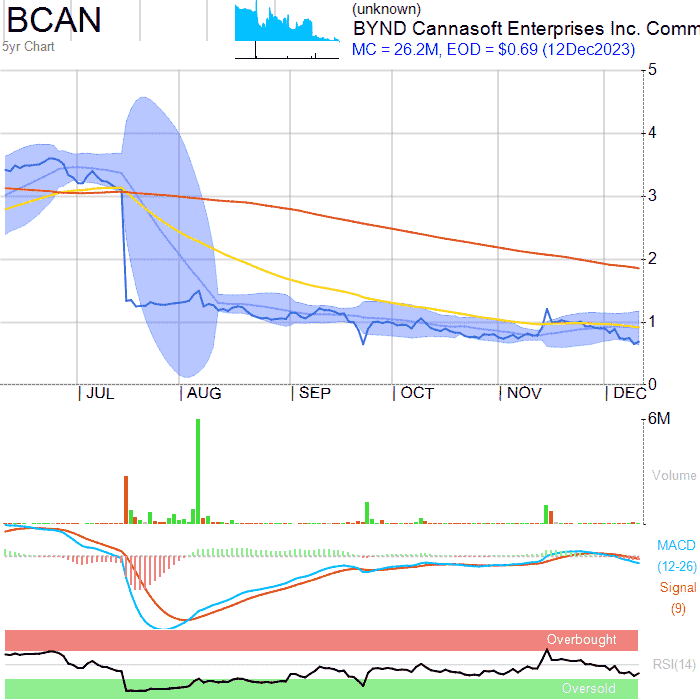 BCAN
5yr Chart
(unknown)
BYND Cannasoft Enterprises Inc. Comm
MC = 26.2M, EOD = $0.69 (12Dec2023)
5
4
3
2
1
0
JUL
AUG
SEP
OCT
NOV
DEC
6M
Volume
MACD
(12-26)
Signal
(9)
Overbought
RSI(14)
Oversold